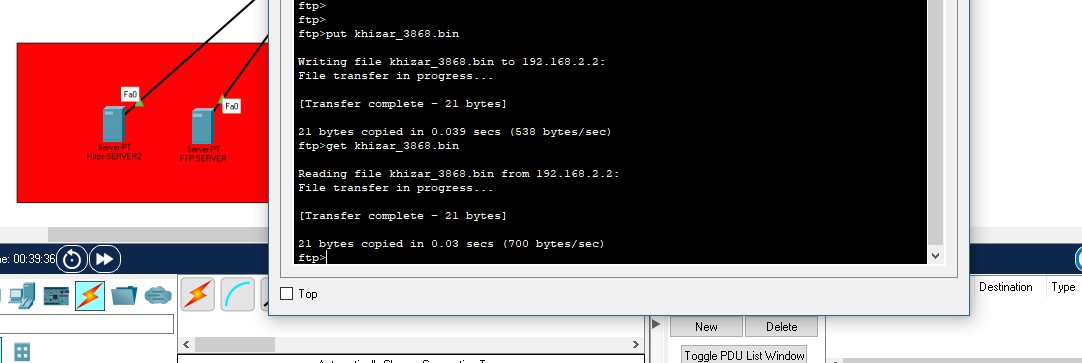 ftp>
ftp>
ftp>put khizar_3868.bin
Writing file khizar_3868.bin to 192.168.2.2:
File transfer in progress...
[Transfer complete - 21 bytes]
21 bytes copied in 0.039 secs (538 bytes/sec)
ftp>get khizar_3868.bin
Reading file khizar_3868.bin from 192.168.2.2:
File transfer in progress...
[Transfer complete - 21 bytes]
21 bytes copied in 0.03 secs (700 bytes/sec)
ftp>
Top
Fa0
Fa0
Server-PT
Https-SERVER2
Server-PT
FTP SERVER
e: 00:39:36
Destination Type
New Delete
Toggle PDU List Window